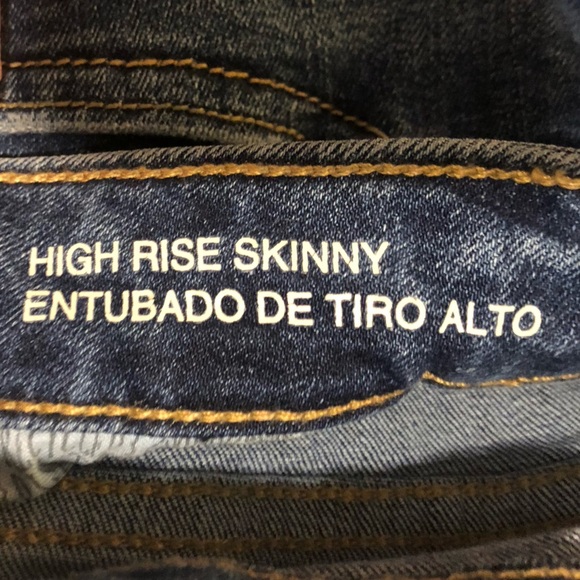 HIGH RISE SKINNY
ENTUBADO DE TIRO ALTO